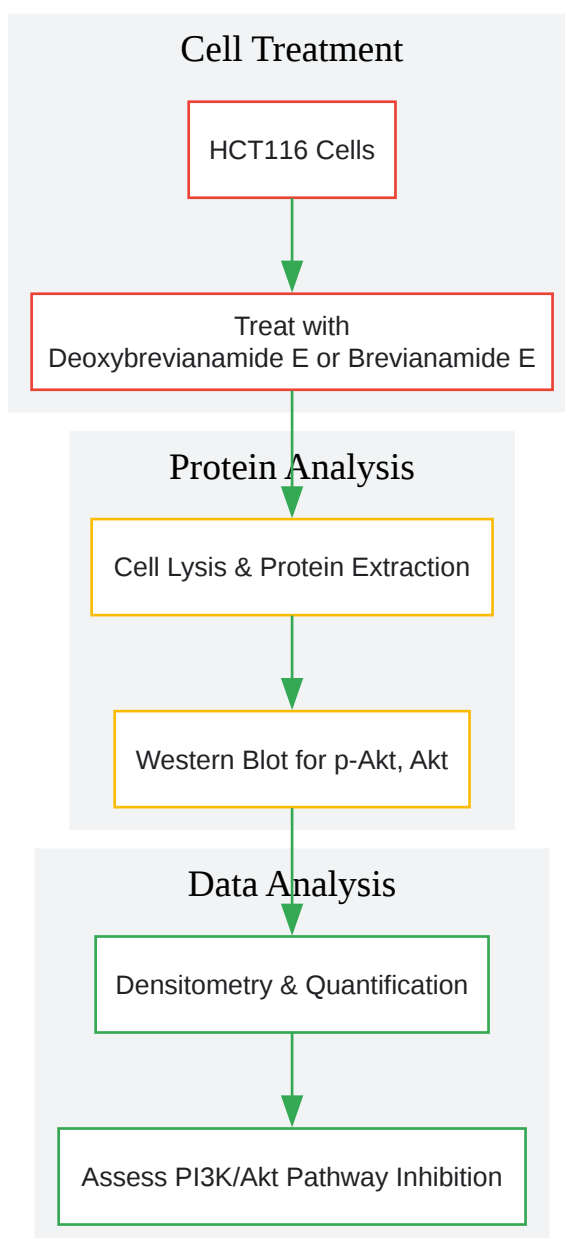 Cell Treatment
HCT116 Cells
Treat with
Deoxybrevianamide E or Brevianamide E
Protein Analysis
Cell Lysis & Protein Extraction
Western Blot for p-Akt, Akt
Data Analysis
Densitometry & Quantification
Assess PI3K/Akt Pathway Inhibition